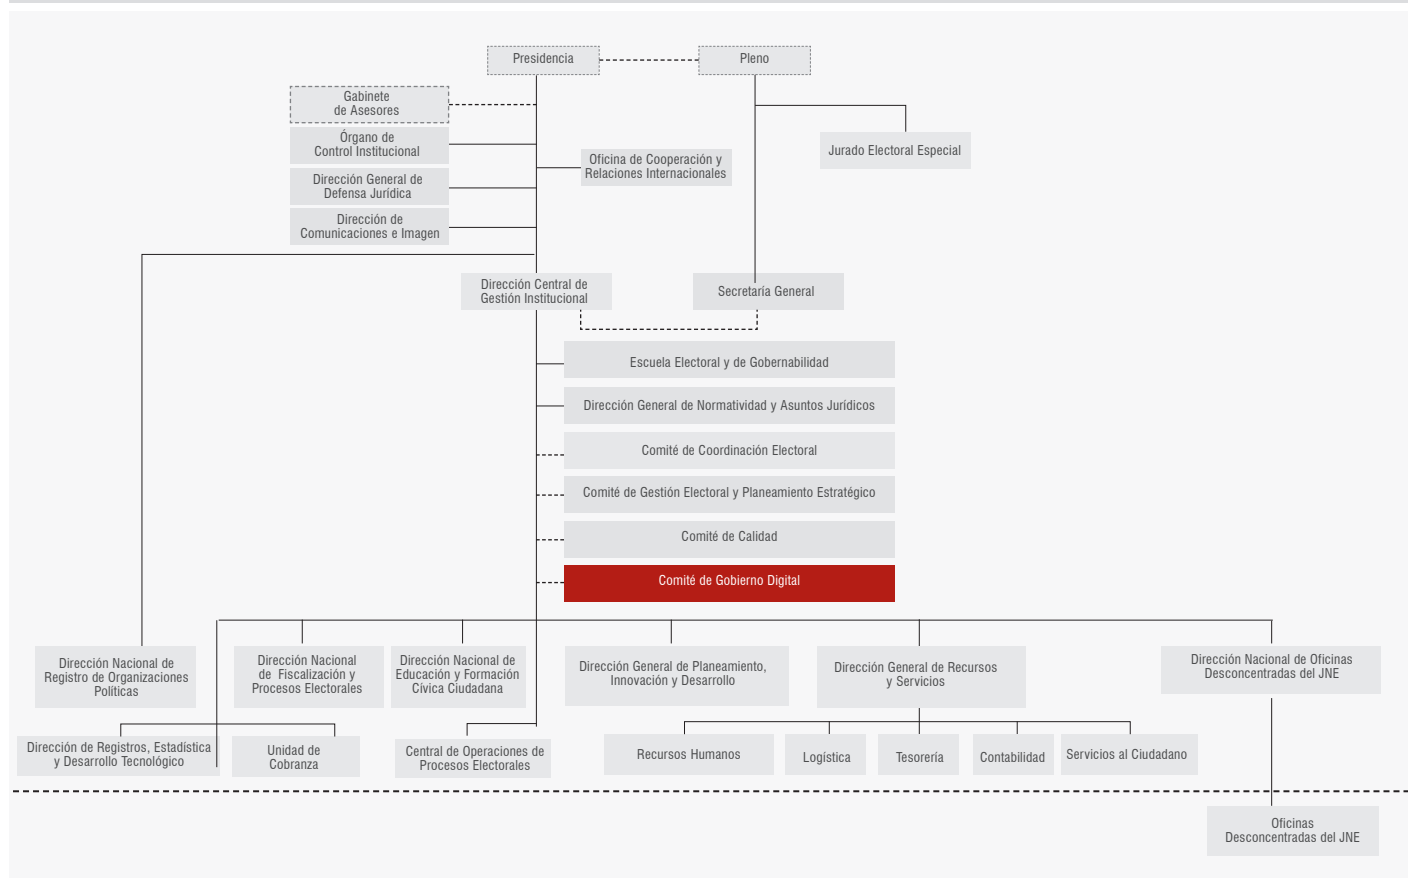 Presidencia
Pleno
Gabinete
de Asesores
Órgano de
Control Institucional
Jurado Electoral Especial
Oficina de Cooperación y
Relaciones Internacionales
Dirección General de
Defensa Jurídica
Dirección de
Comunicaciones e Imagen
Dirección Central de
Gestión Institucional
Secretaría General
Escuela Electoral y de Gobernabilidad
Dirección General de Normatividad y Asuntos Jurídicos
Comité de Coordinación Electoral
Comité de Gestión Electoral y Planeamiento Estratégico
Comité de Calidad
Comité de Gobierno Digital
Dirección Nacional de
Registro de Organizaciones
Políticas
Dirección Nacional
de Fiscalización y
Procesos Electorales
Dirección Nacional de
Educación y Formación
Cívica Ciudadana
Dirección General de Planeamiento,
Innovación y Desarrollo
Dirección General de Recursos
y Servicios
Dirección Nacional de Oficinas
Desconcentradas del JNE
Dirección de Registros, Estadística
y Desarrollo Tecnológico
Unidad de
Cobranza
Central de Operaciones de
Procesos Electorales
Recursos Humanos
Logística
Tesorería
Contabilidad
Servicios al Ciudadano
Oficinas
Desconcentradas del JNE